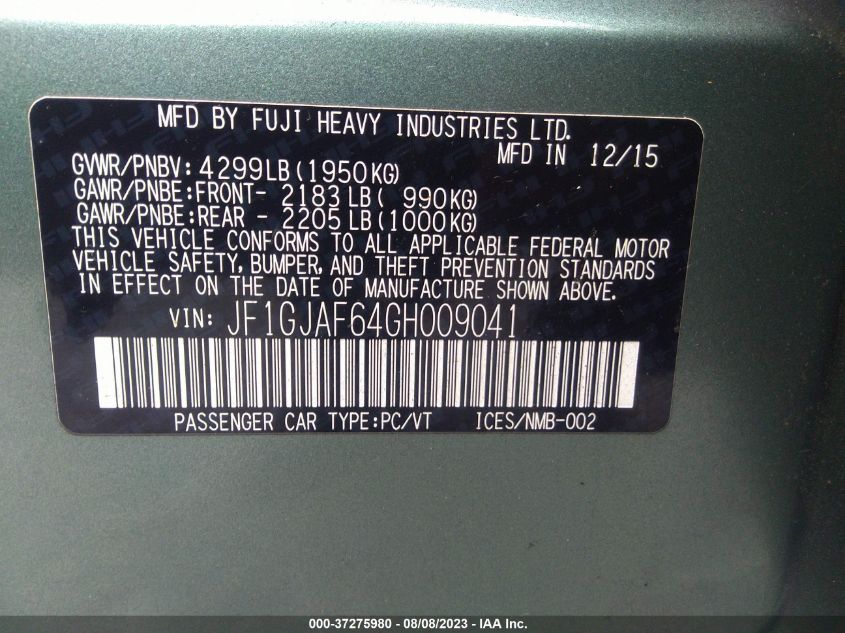 MFD BY FUJI HEAVY INDUSTRIES LTD.
MFD IN 12/15
GVWR/PNBV: 4299LB(1950KG)
GAWR/PNBE:FRONT- 2183LB( 990KG)
GAWR/PNBE:REAR - 2205LB(1000KG)
THIS VEHICLE CONFORMS TO ALL APPLICABLE FEDERAL MOTOR
VEHICLE SAFETY, BUMPER, AND THEFT PREVENTION STANDARDS
IN EFFECT ON THE DATE OF MANUFACTURE SHOWN ABOVE.
VIN: JF1GJAF64GH009041
PASSENGER CAR TYPE:PC/VT ICES/NMB-002
000-37275980 - 08/08/2023 - IAA Inc.